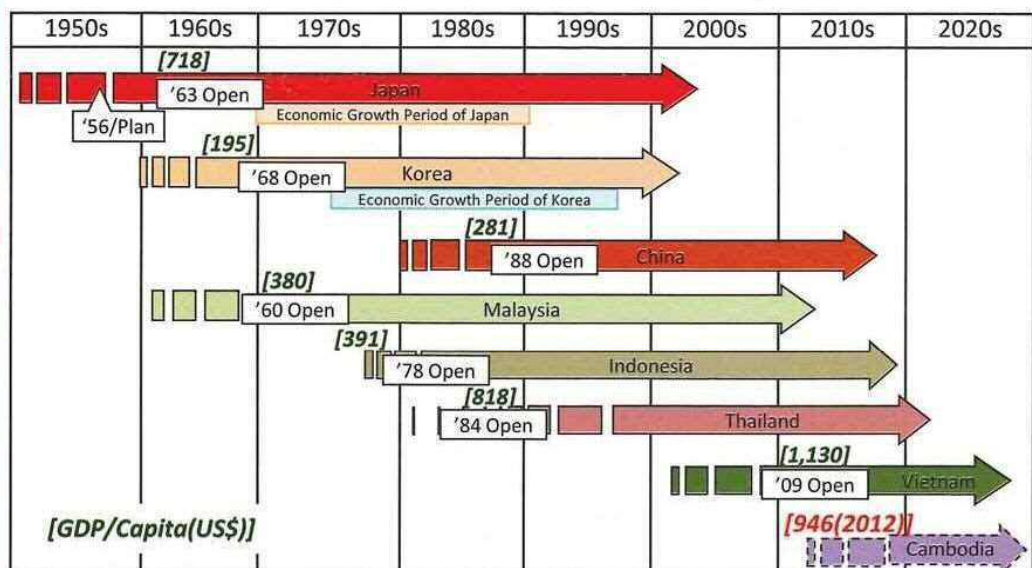 1950s 1960s 1970s 1980s 1990s 2000s 2010s 2020s
[718]
Japan
'63 Open
'56/Plan
Economic Growth Period of Japan
[195]
Korea
'68 Open
Economic Growth Period of Korea
[281]
China
'88 Open
[380]
Malaysia
'60 Open
[391]
Indonesia
'78 Open
[818]
Thailand
'84 Open
[1,130]
Vietnam
'09 Open
[GDP/Capita(US$)]
[946(2012)]
Cambodia